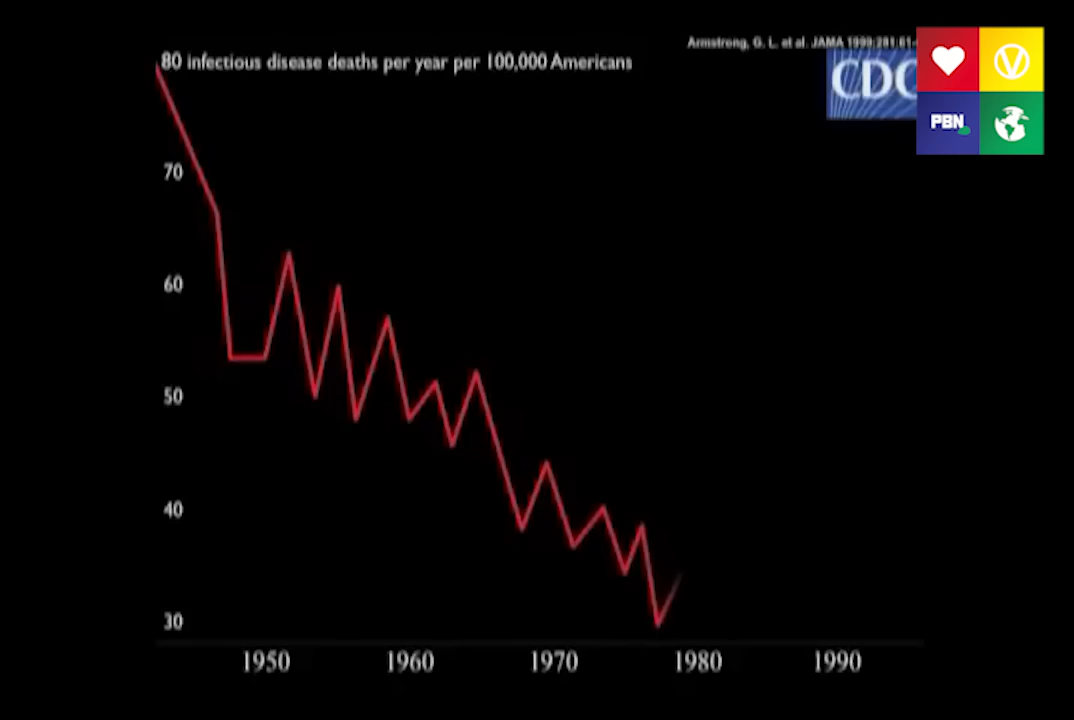 Armstrong, G. L. et al. JAMA 1999;281:61
80 infectious disease deaths per year per 100,000 Americans
CDC
V
PBN
70
60
50
40
30
1950 1960 1970 1980 1990